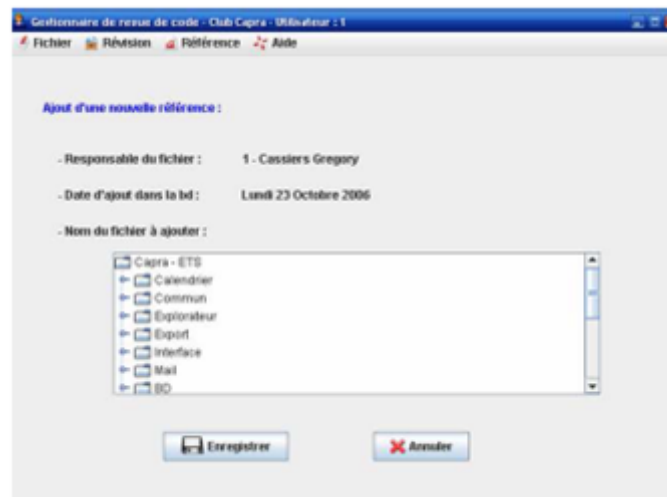 Gestionnaire de revue de code - Club Capra - Utilisateur : 1
Fichier Révision Référence Aide
Ajout d'une nouvelle référence :
- Responsable du fichier : 1 - Cassiers Gregory
- Date d'ajout dans la bd : Lundi 23 Octobre 2006
- Nom du fichier à ajouter :
Capra - ETS
Calendrier
Commun
Explorateur
Export
Interface
Mail
BD
Enregistrer Annuler